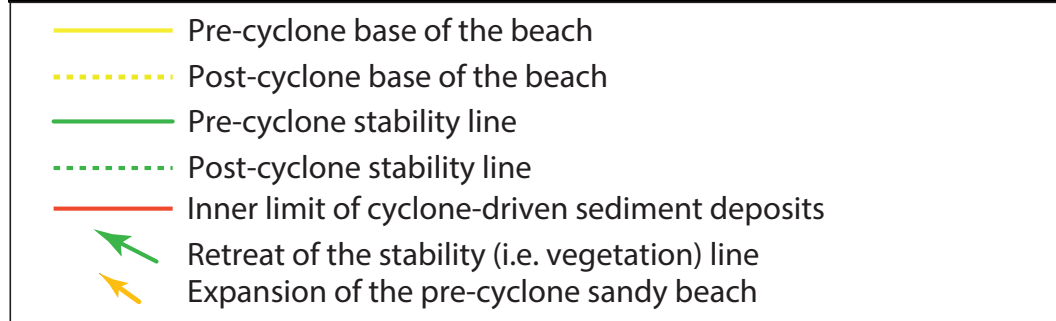 Pre-cyclone base of the beach
Post-cyclone base of the beach
Pre-cyclone stability line
Post-cyclone stability line
Inner limit of cyclone-driven sediment deposits
Retreat of the stability (i.e. vegetation) line
Expansion of the pre-cyclone sandy beach